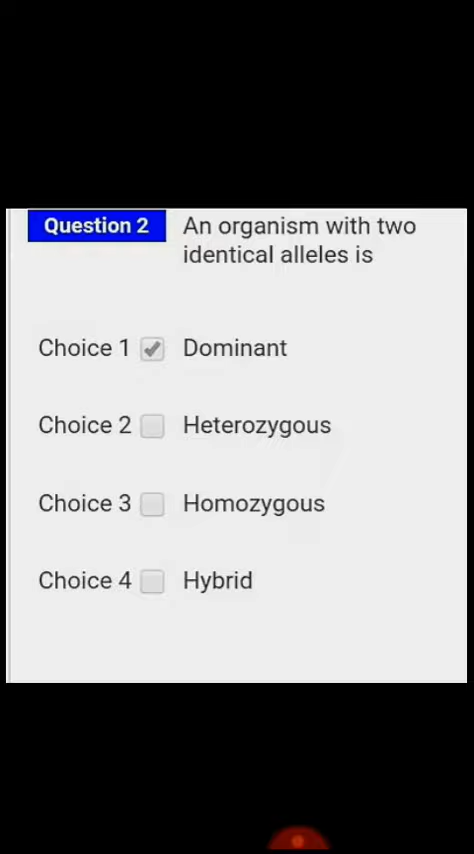 Question 2 An organism with two
identical alleles is
Choice 1 Dominant
Choice 2 Heterozygous
Choice 3 Homozygous
Choice 4 Hybrid